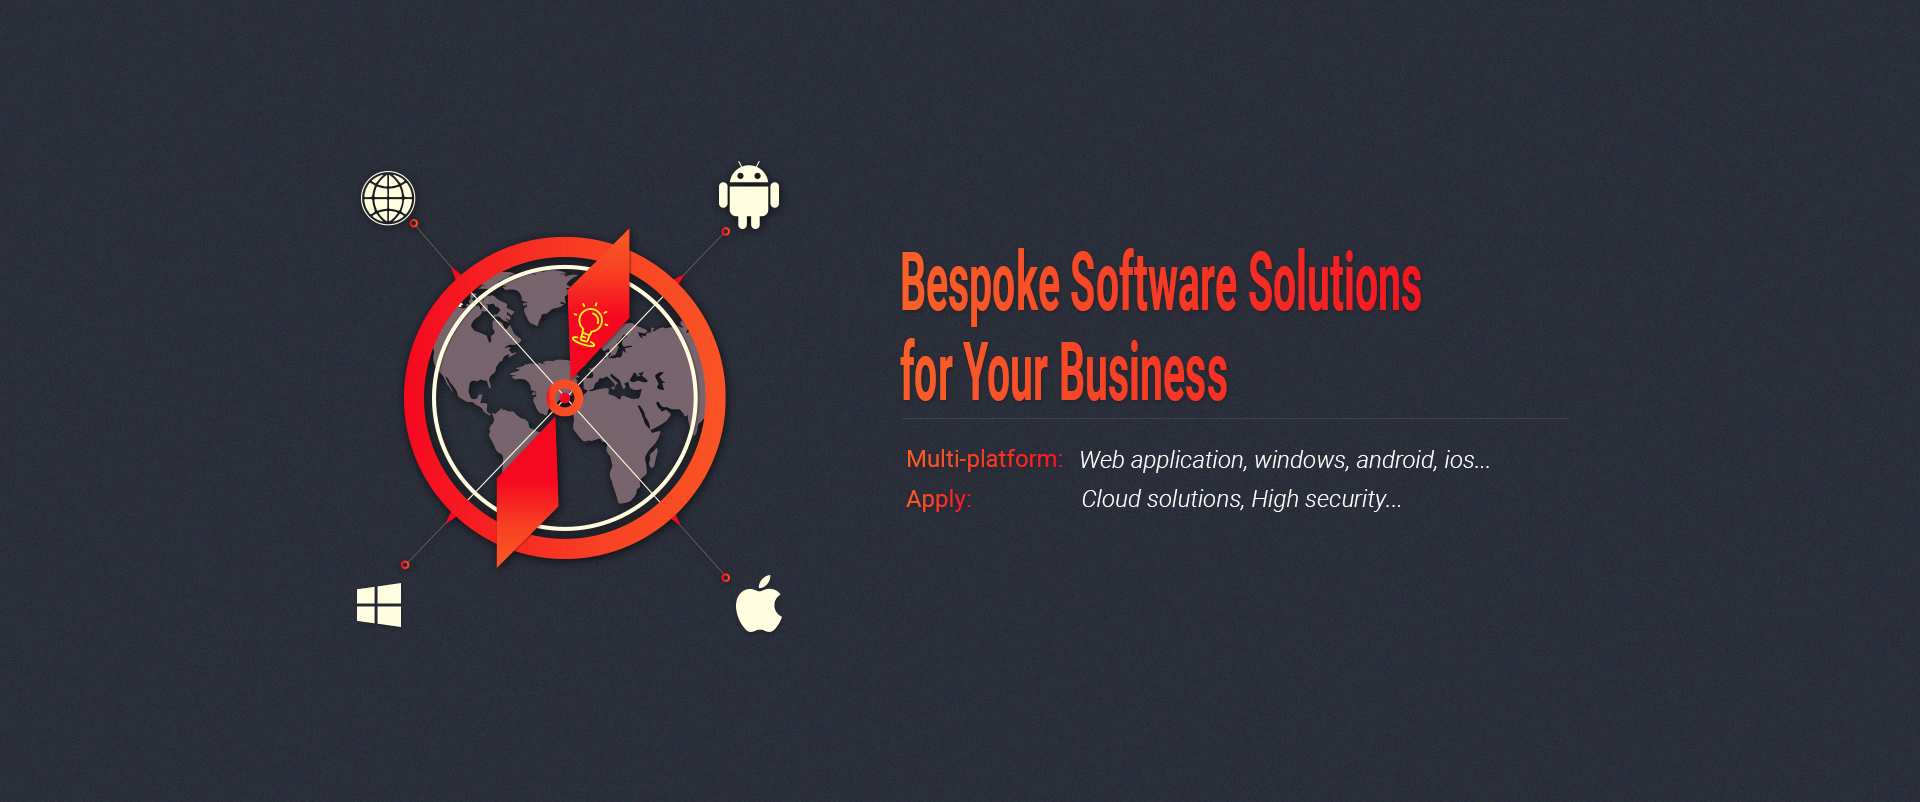 Bespoke Software Solutions
for Your Business
Multi-platform: Web application, windows, android, ios...
Apply: Cloud solutions, High security...